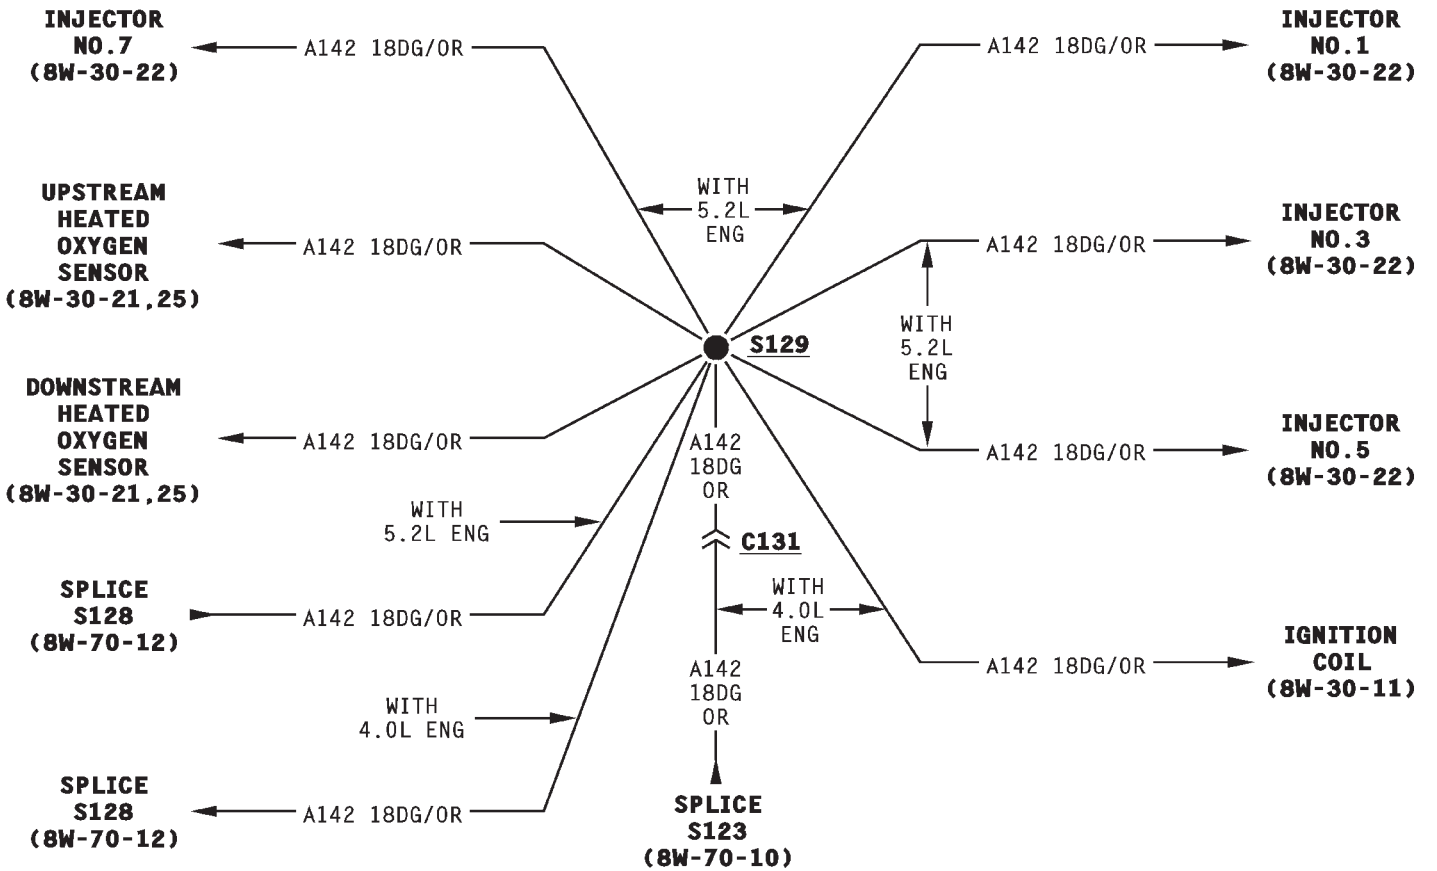 INJECTOR
NO.7
(8W-30-22)
A142 18DG/OR
A142 18DG/OR
INJECTOR
NO.1
(8W-30-22)
WITH
5.2L
ENG
UPSTREAM
HEATED
OXYGEN
SENSOR
(8W-30-21,25)
A142 18DG/OR
A142 18DG/OR
INJECTOR
NO.3
(8W-30-22)
S129
WITH
5.2L
ENG
DOWNSTREAM
HEATED
OXYGEN
SENSOR
(8W-30-21,25)
A142 18DG/OR
A142
18DG
OR
A142 18DG/OR
INJECTOR
NO.5
(8W-30-22)
WITH
5.2L ENG
C131
SPLICE
S128
(8W-70-12)
A142 18DG/OR
WITH
4.0L
ENG
A142
18DG
OR
A142 18DG/OR
IGNITION
COIL
(8W-30-11)
WITH
4.0L ENG
SPLICE
S128
(8W-70-12)
A142 18DG/OR
SPLICE
S123
(8W-70-10)